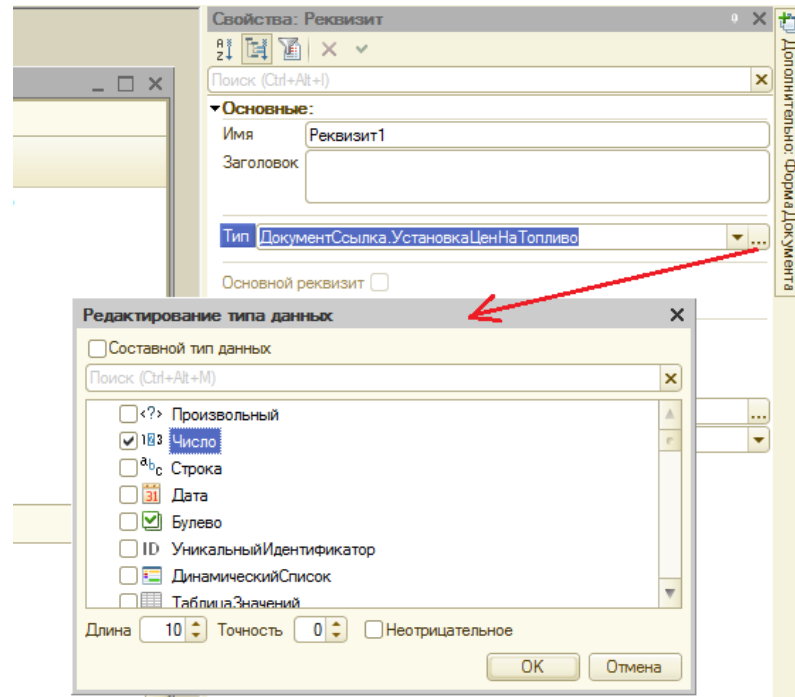 Свойства: Реквизит
Поиск (Ctrl+Alt+I)
Основные:
Имя Реквизит1
Заголовок
Тип ДокументСсылка.УстановкаЦенНаТопливо ...
Основной реквизит
Дополнительно: Форма Документа
Редактирование типа данных
Составной тип данных
Поиск (Ctrl+Alt+M)
<?> Произвольный
123 Число
abc Строка
31 Дата
Булево
ID УникальныйИдентификатор
ДинамическийСписок
ТаблицаЗначений
Длина 10 Точность 0 Неотрицательное
OK Отмена